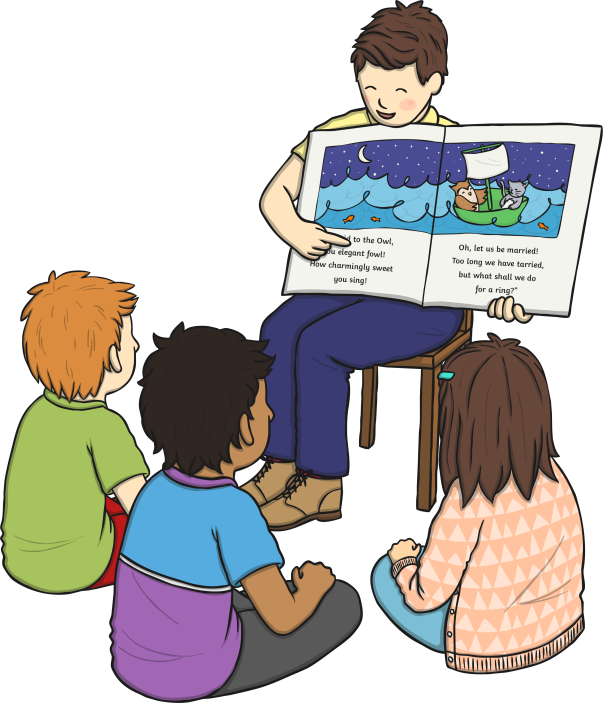 to the Owl,
elegant fowl!
How charmingly sweet
you sing!
Oh, let us be married!
Too long we have tarried,
but what shall we do
for a ring?"